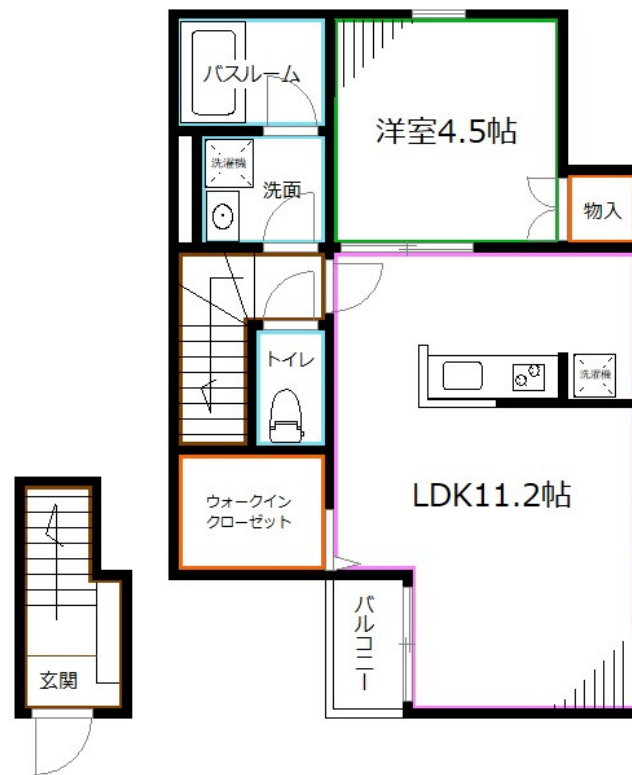 バスルーム
洋室4.5帖
洗濯機
洗面
物入
トイレ
洗濯機
ウォークイン
クローゼット
LDK11.2帖
バルコニー
玄関